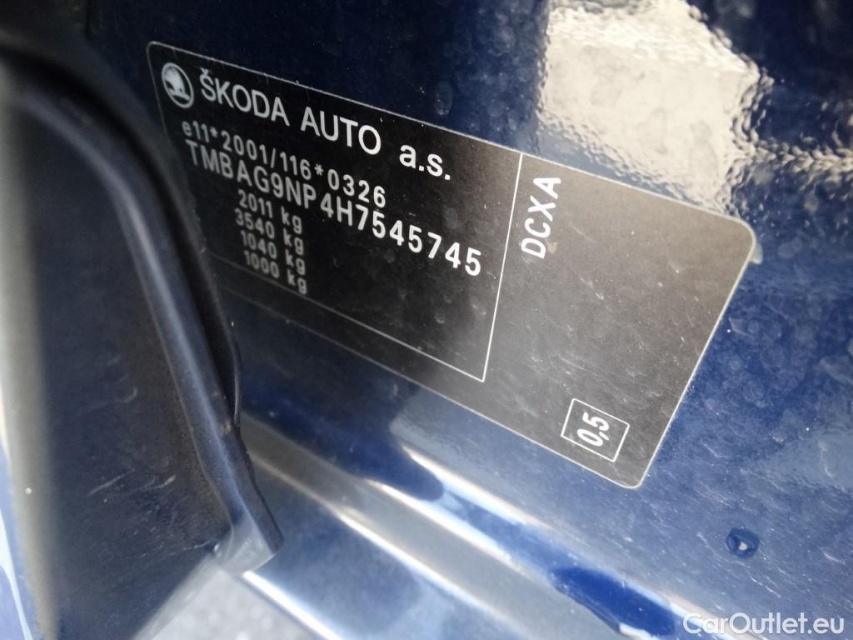 ŠKODA AUTO a.s.
e11*2001/116*0326
TMBAG9NP4H7545745
2011 kg
3540 kg
1040 kg
1000 kg
DCXA
0,5
CarOutlet.eu